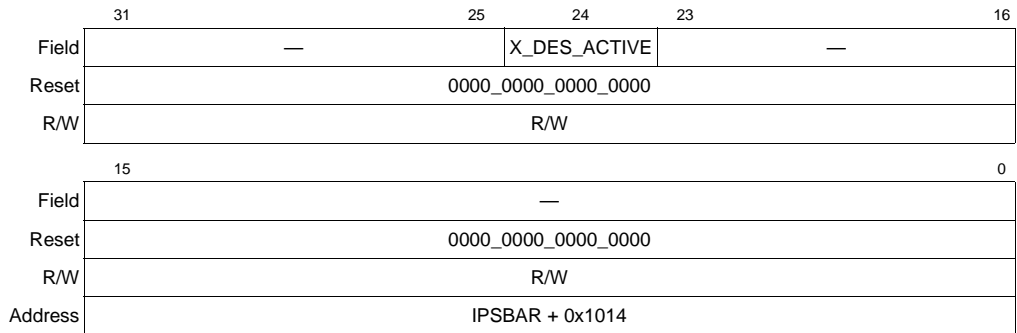 31 25 24 23 16
Field — X_DES_ACTIVE —
Reset 0000_0000_0000_0000
R/W R/W
15 0
Field —
Reset 0000_0000_0000_0000
R/W R/W
Address IPSBAR + 0x1014